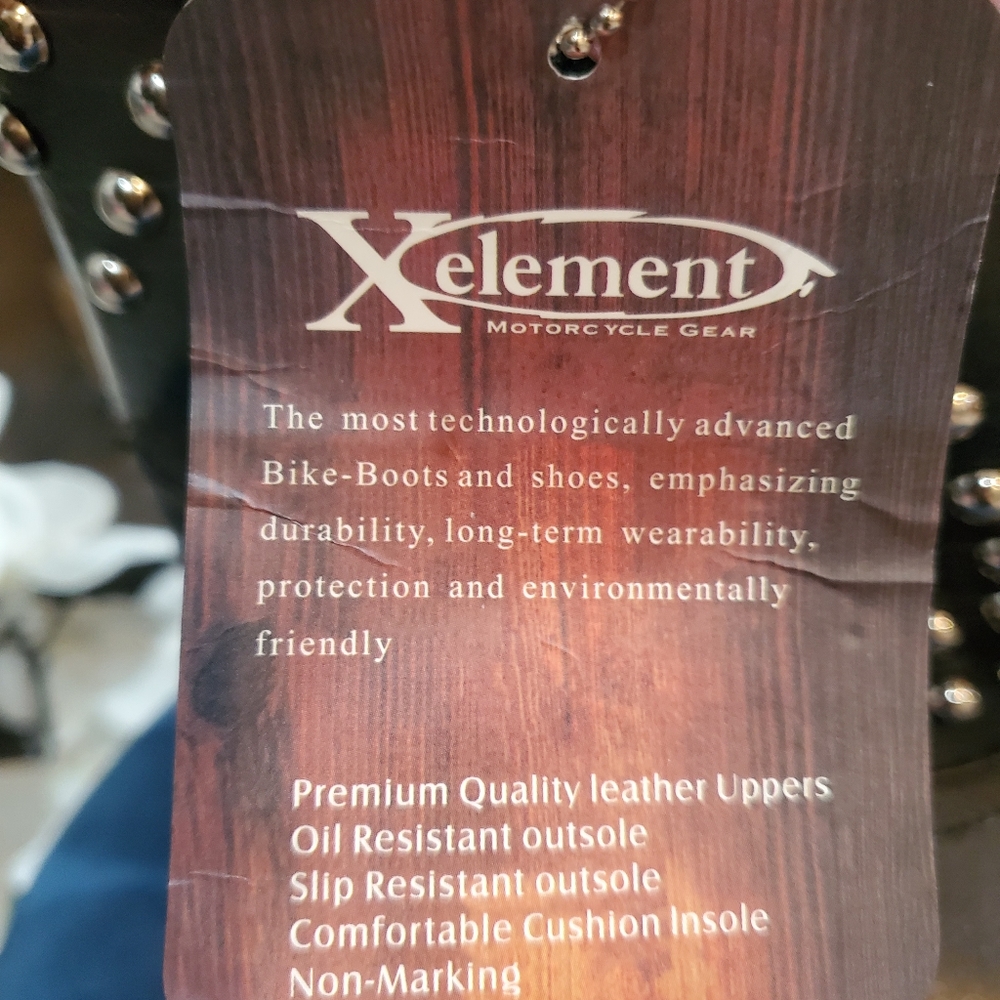 Xelement
MOTORCYCLE GEAR
The most technologically advanced
Bike-Boots and shoes, emphasizing
durability, long-term wearability,
protection and environmentally
friendly
Premium Quality leather Uppers
Oil Resistant outsole
Slip Resistant outsole
Comfortable Cushion Insole
Non-Marking